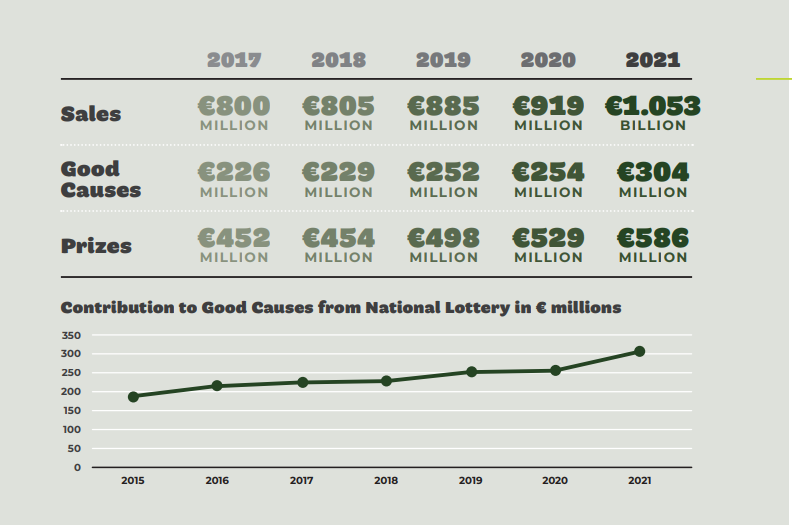 2017 2018 2019 2020 2021
Sales €800 €805 €885 €919 €1.053
MILLION MILLION MILLION MILLION BILLION
Good
Causes €226 €229 €252 €254 €304
MILLION MILLION MILLION MILLION MILLION
Prizes €452 €454 €498 €529 €586
MILLION MILLION MILLION MILLION MILLION
Contribution to Good Causes from National Lottery in € millions
350
300
250
200
150
100
50
0
2015 2016 2017 2018 2019 2020 2021